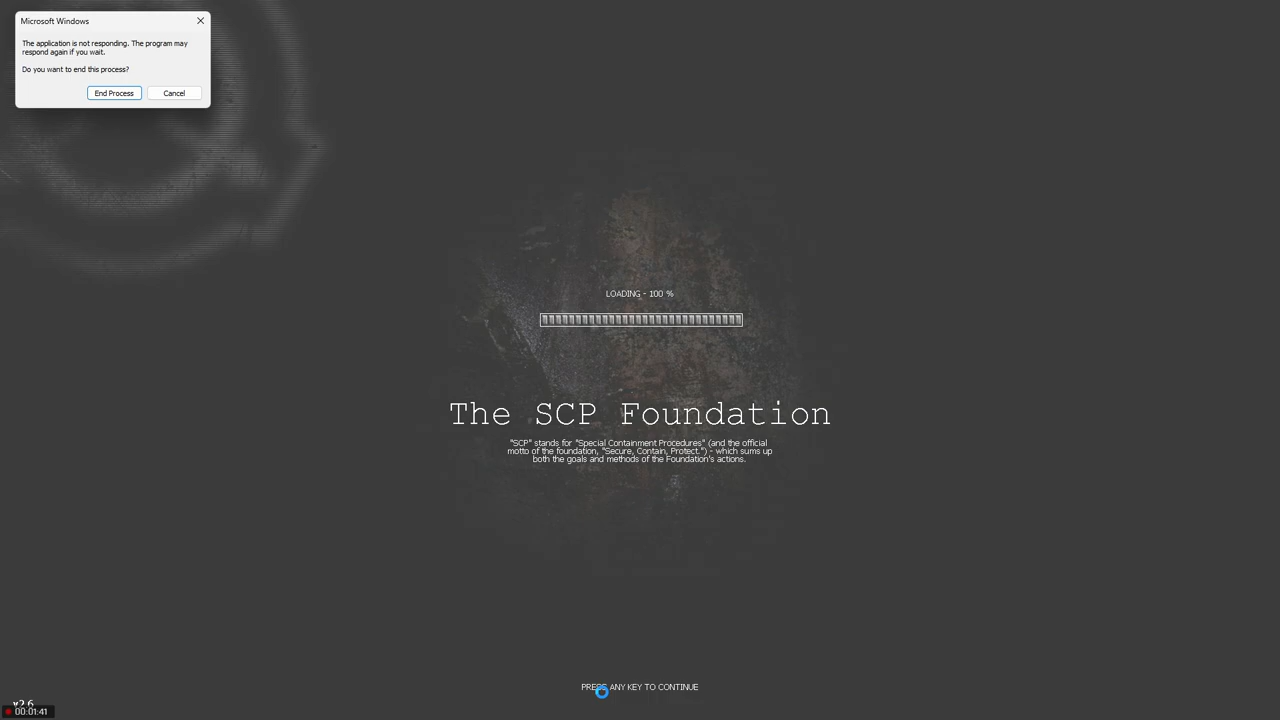 Microsoft Windows
The application is not responding. The program may
respond again if you wait.
Do you want to end this process?
End Process
Cancel
LOADING - 100 %
The SCP Foundation
"SCP" stands for "Special Containment Procedures" (and the official
motto of the foundation, "Secure, Contain, Protect.") - which sums up
both the goals and methods of the Foundation's actions.
PRESS ANY KEY TO CONTINUE
v2.6
00:01:41